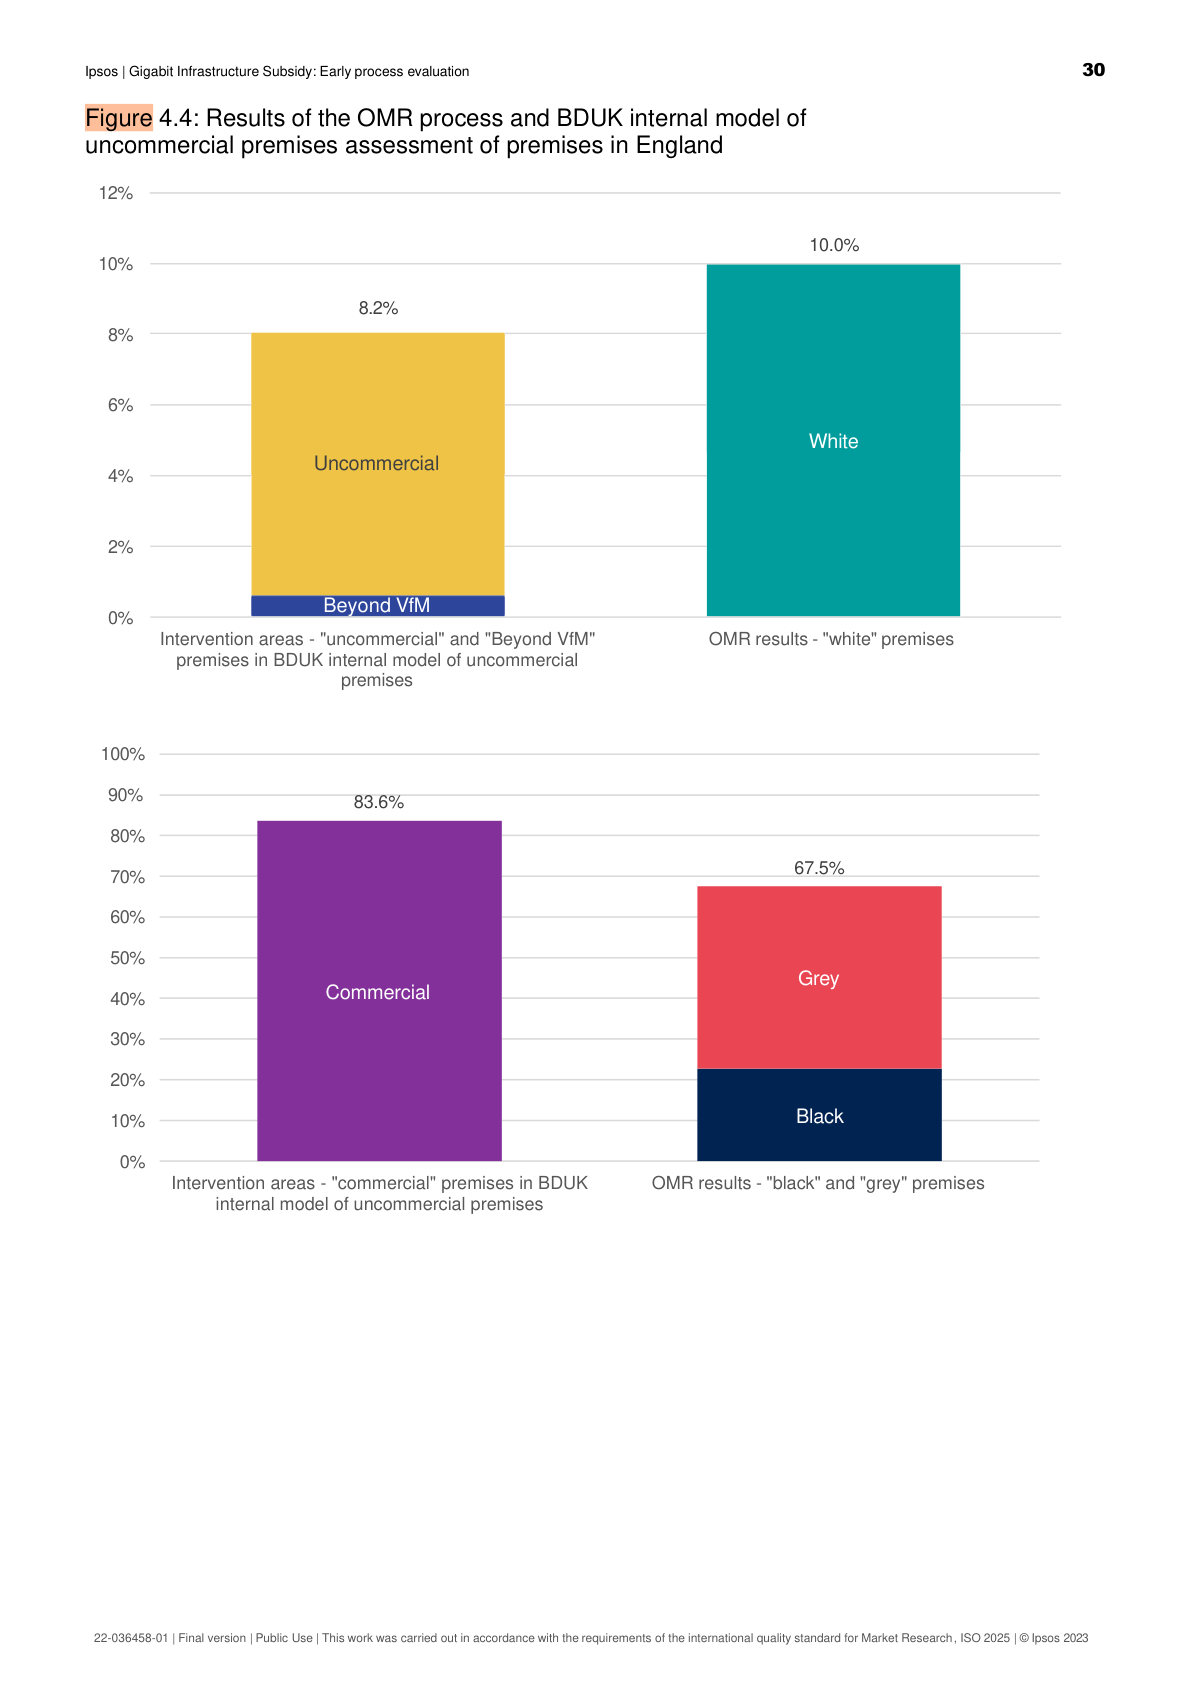 Ipsos | Gigabit Infrastructure Subsidy: Early process evaluation 30
Figure 4.4: Results of the OMR process and BDUK internal model of
uncommercial premises assessment of premises in England
12%
10%
8%
6%
4%
2%
0%
8.2%
10.0%
Uncommercial
White
Beyond VfM
Intervention areas - "uncommercial" and "Beyond VfM"
premises in BDUK internal model of uncommercial
premises
OMR results - "white" premises
100%
90%
80%
70%
60%
50%
40%
30%
20%
10%
0%
83.6%
67.5%
Commercial
Grey
Black
Intervention areas - "commercial" premises in BDUK
internal model of uncommercial premises
OMR results - "black" and "grey" premises
22-036458-01 | Final version | Public Use | This work was carried out in accordance with the requirements of the international quality standard for Market Research, ISO 2025 | © Ipsos 2023